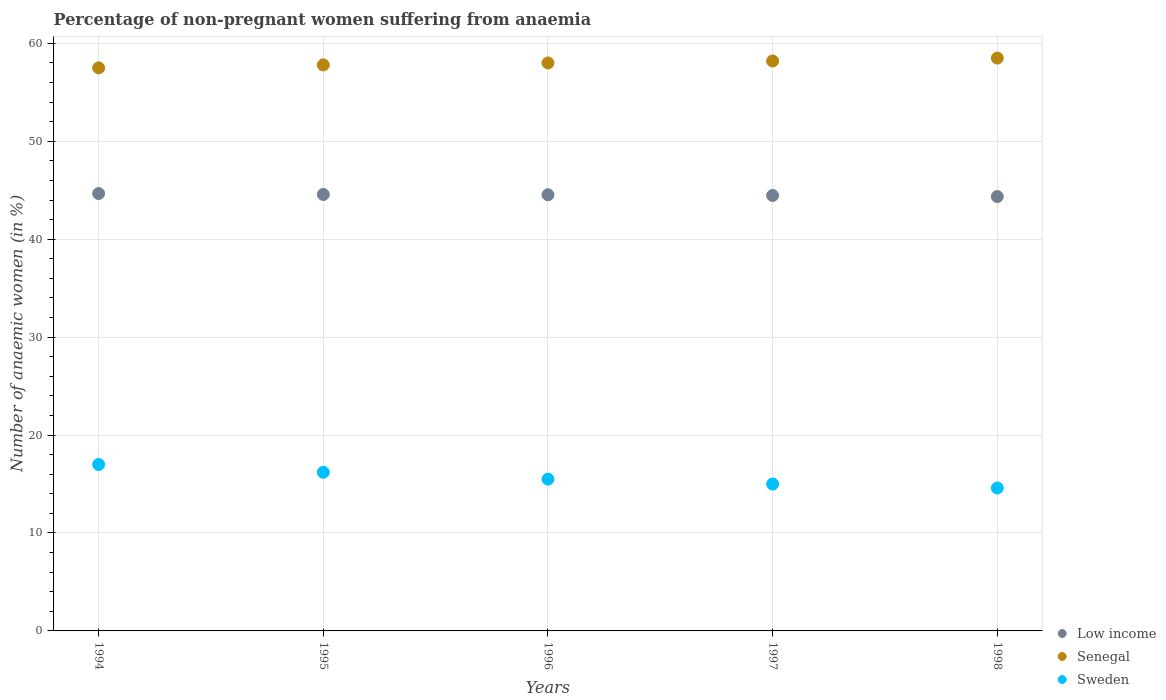 Percentage of non-pregnant women suffering from anaemia
Number of anaemic women (in %)
60
50
40
30
20
10
0
1994
1995
1996
1997
1998
Years
Low income
Senegal
Sweden